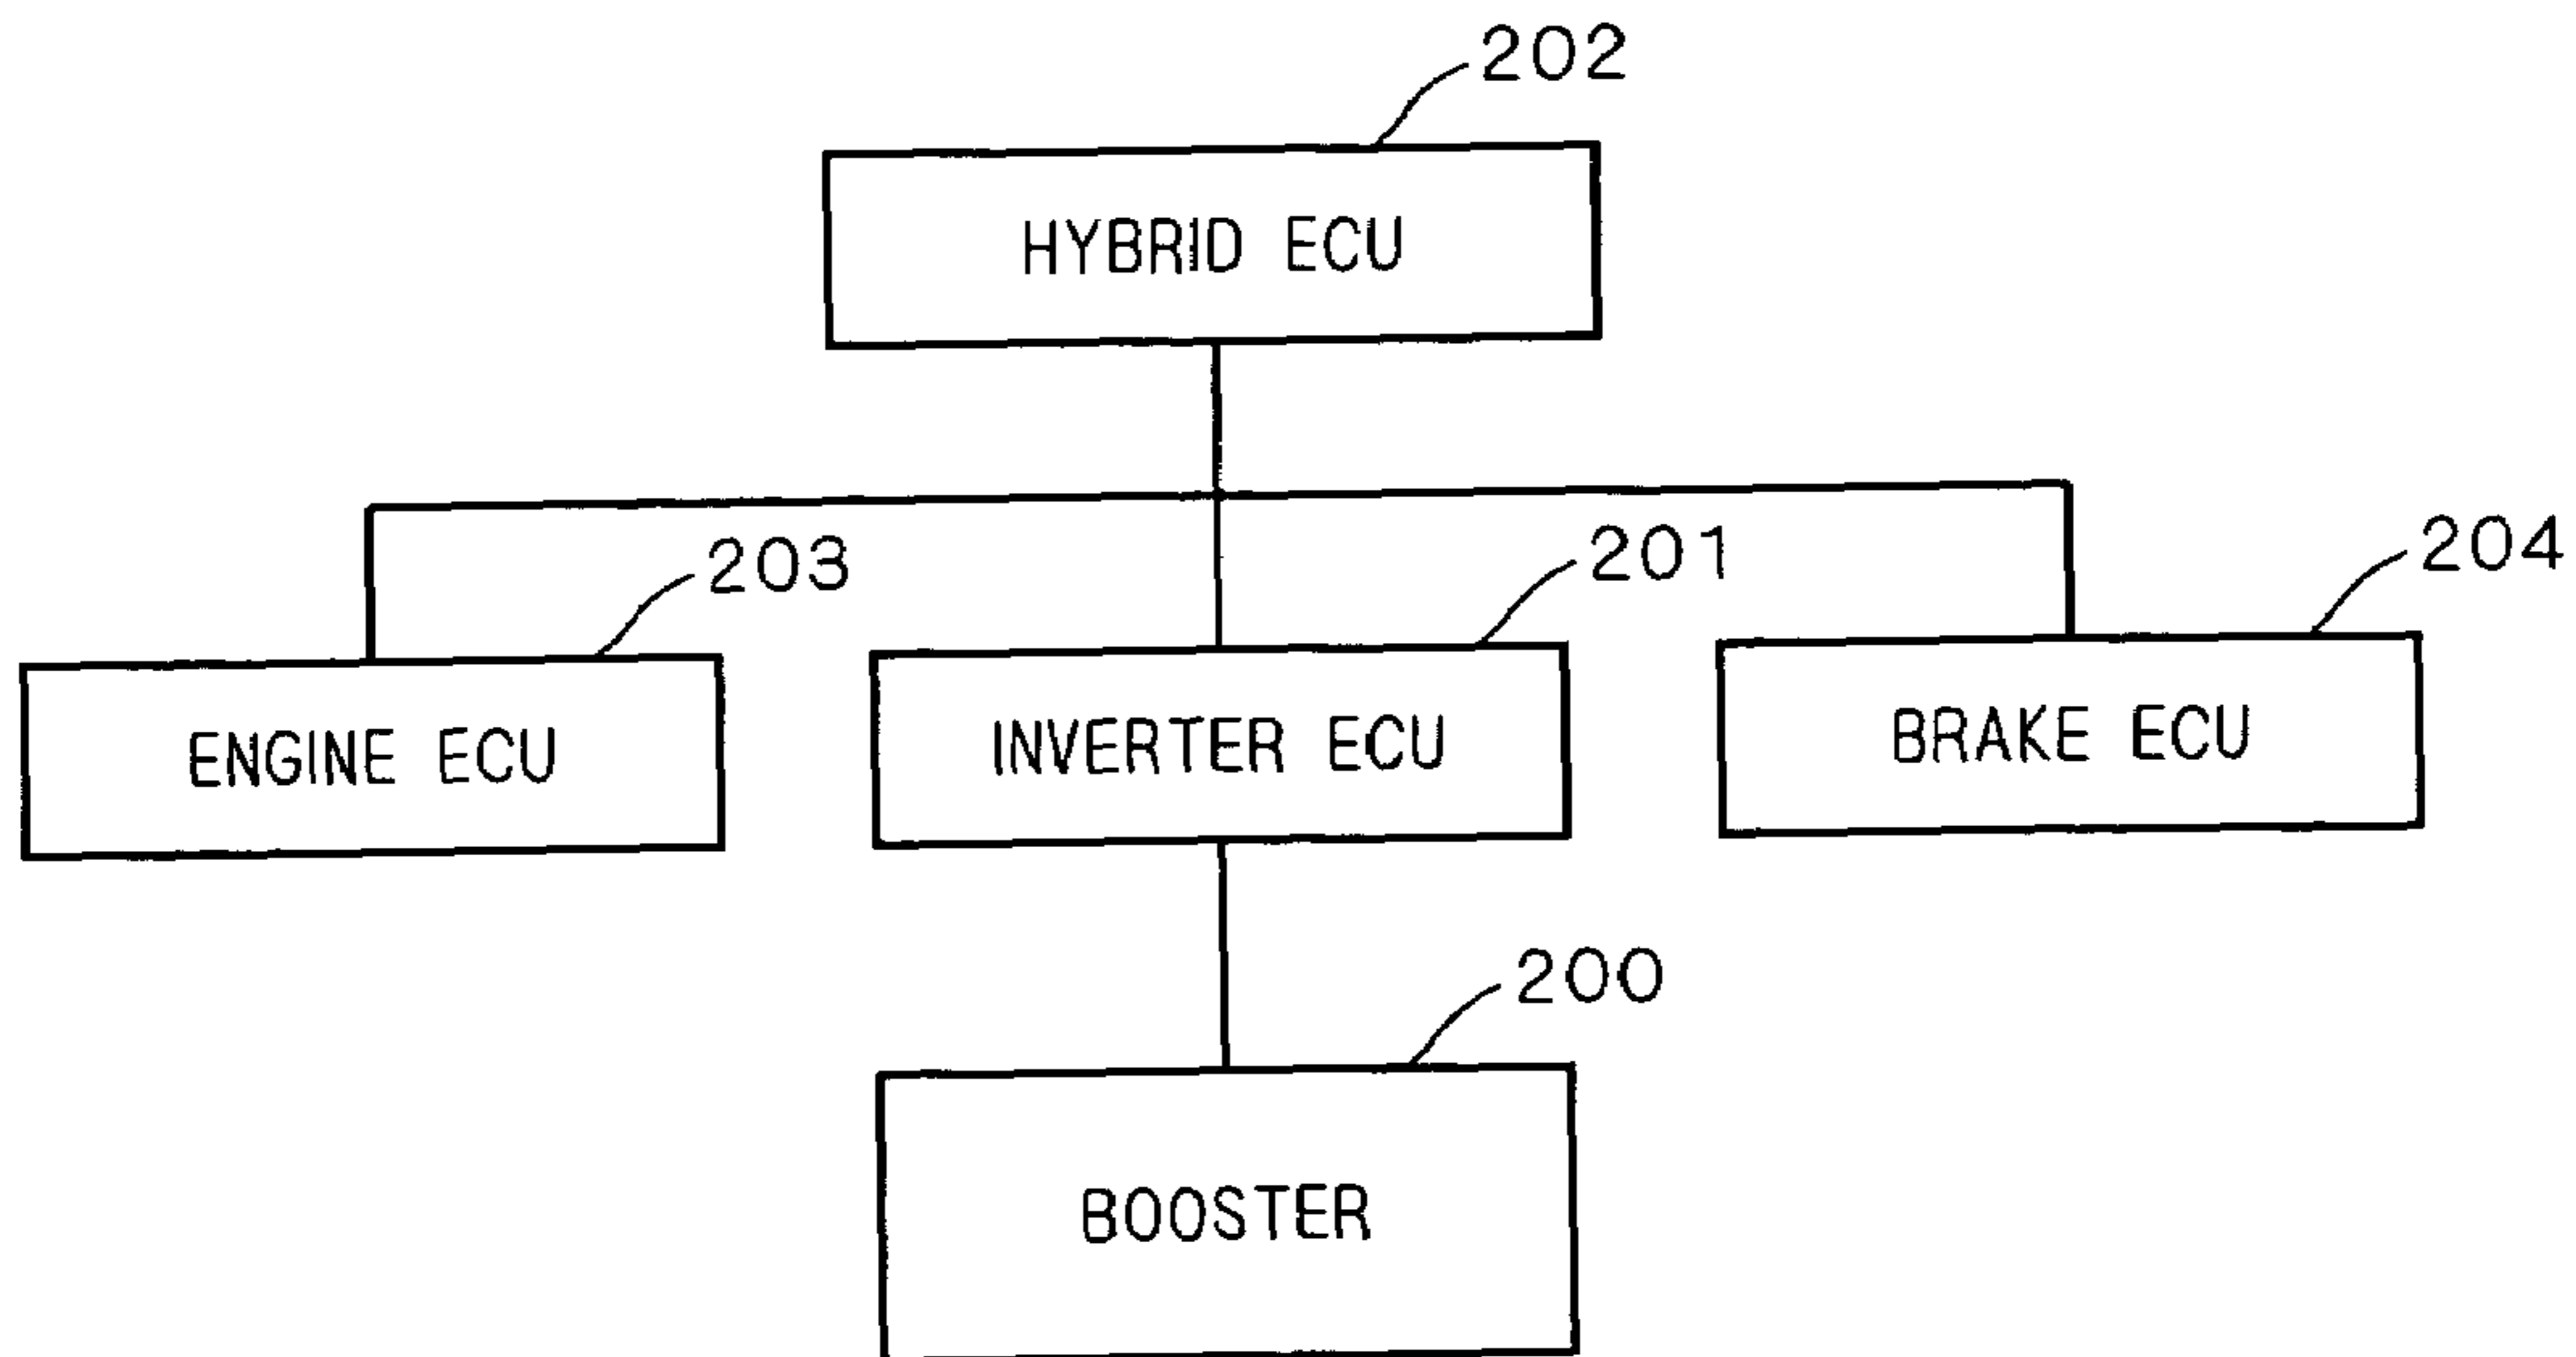 202
HYBRID ECU
203
201
204
ENGINE ECU
INVERTER ECU
BRAKE ECU
200
BOOSTER